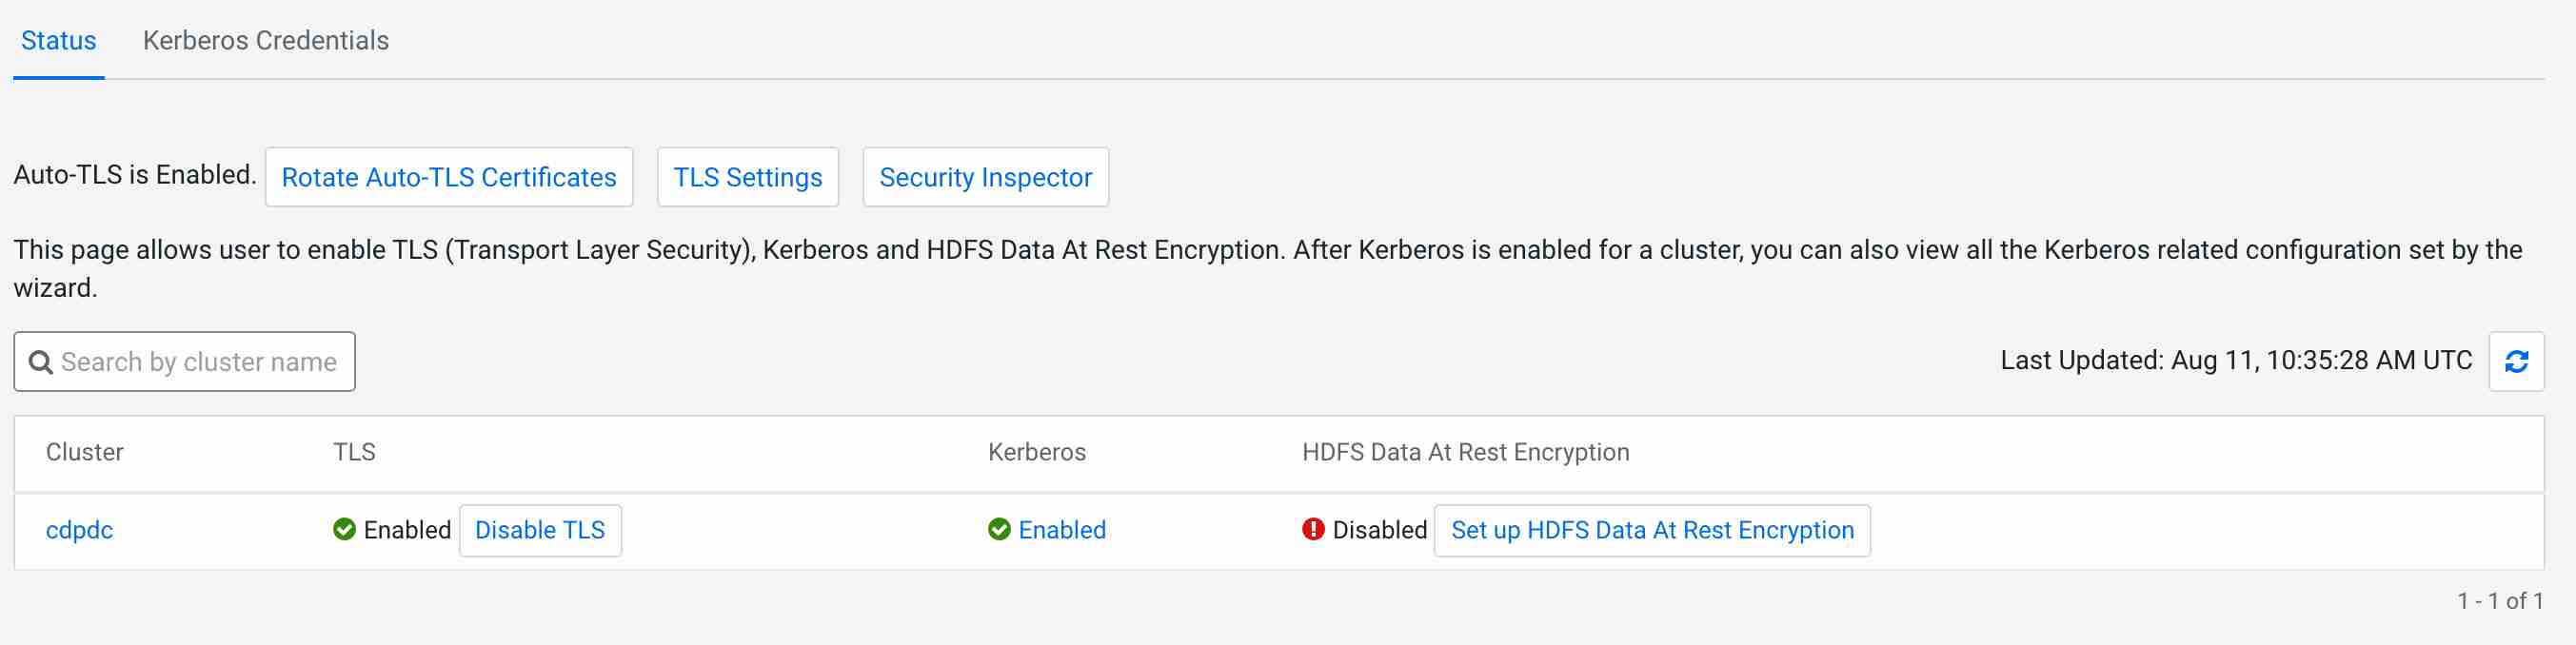 Status Kerberos Credentials
Auto-TLS is Enabled. Rotate Auto-TLS Certificates TLS Settings Security Inspector
This page allows user to enable TLS (Transport Layer Security), Kerberos and HDFS Data At Rest Encryption. After Kerberos is enabled for a cluster, you can also view all the Kerberos related configuration set by the
wizard.
Search by cluster name Last Updated: Aug 11, 10:35:28 AM UTC
Cluster TLS Kerberos HDFS Data At Rest Encryption
cdpdc Enabled Disable TLS Enabled Disabled Set up HDFS Data At Rest Encryption
1 - 1 of 1